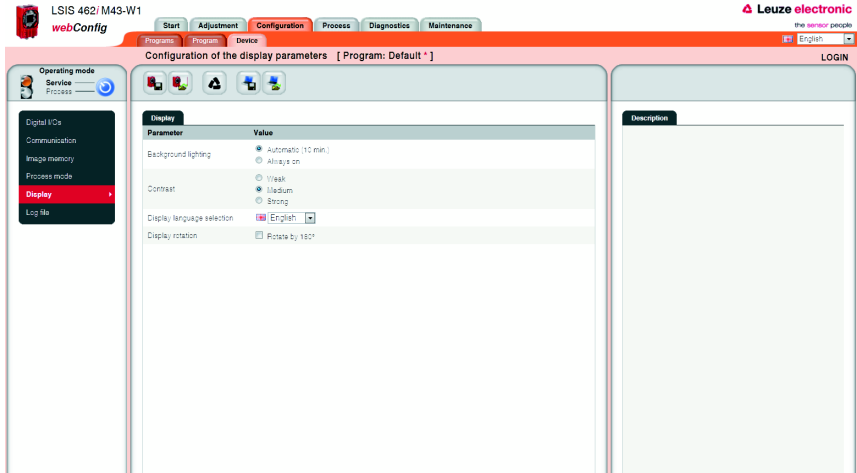 LSIS 462i M43-W1
webConfig
Leuze electronic
the sensor people
Start Adjustment Configuration Process Diagnostics Maintenance
Programs Program Device
English
Configuration of the display parameters [ Program: Default * ]
LOGIN
Operating mode
Service
Process
Digital I/Os
Communication
Image memory
Process mode
Display
Log file
Display
Parameter Value
Background lighting
Automatic (10 min.)
Always on
Contrast
Weak
Medium
Strong
Display language selection English
Display rotation Rotate by 180°
Description